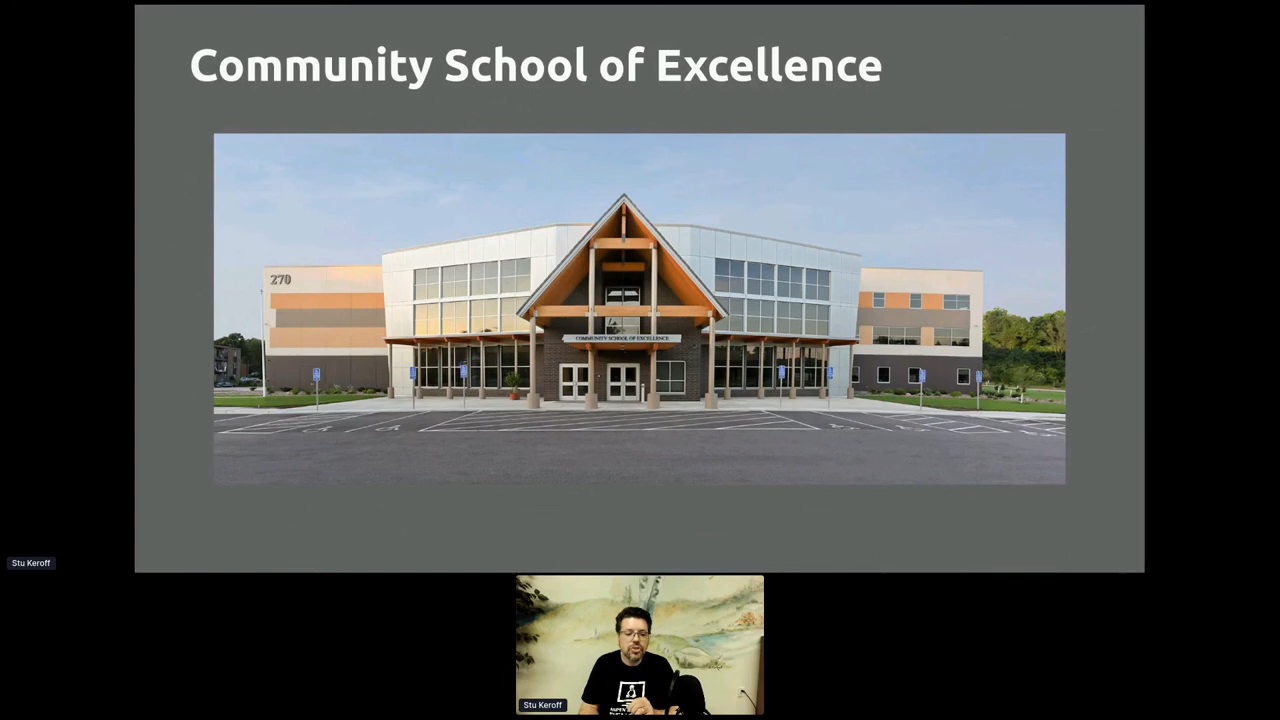 Community School of Excellence
270
COMMUNITY SCHOOL OF EXCELLENCE
Stu Keroff
Stu Keroff